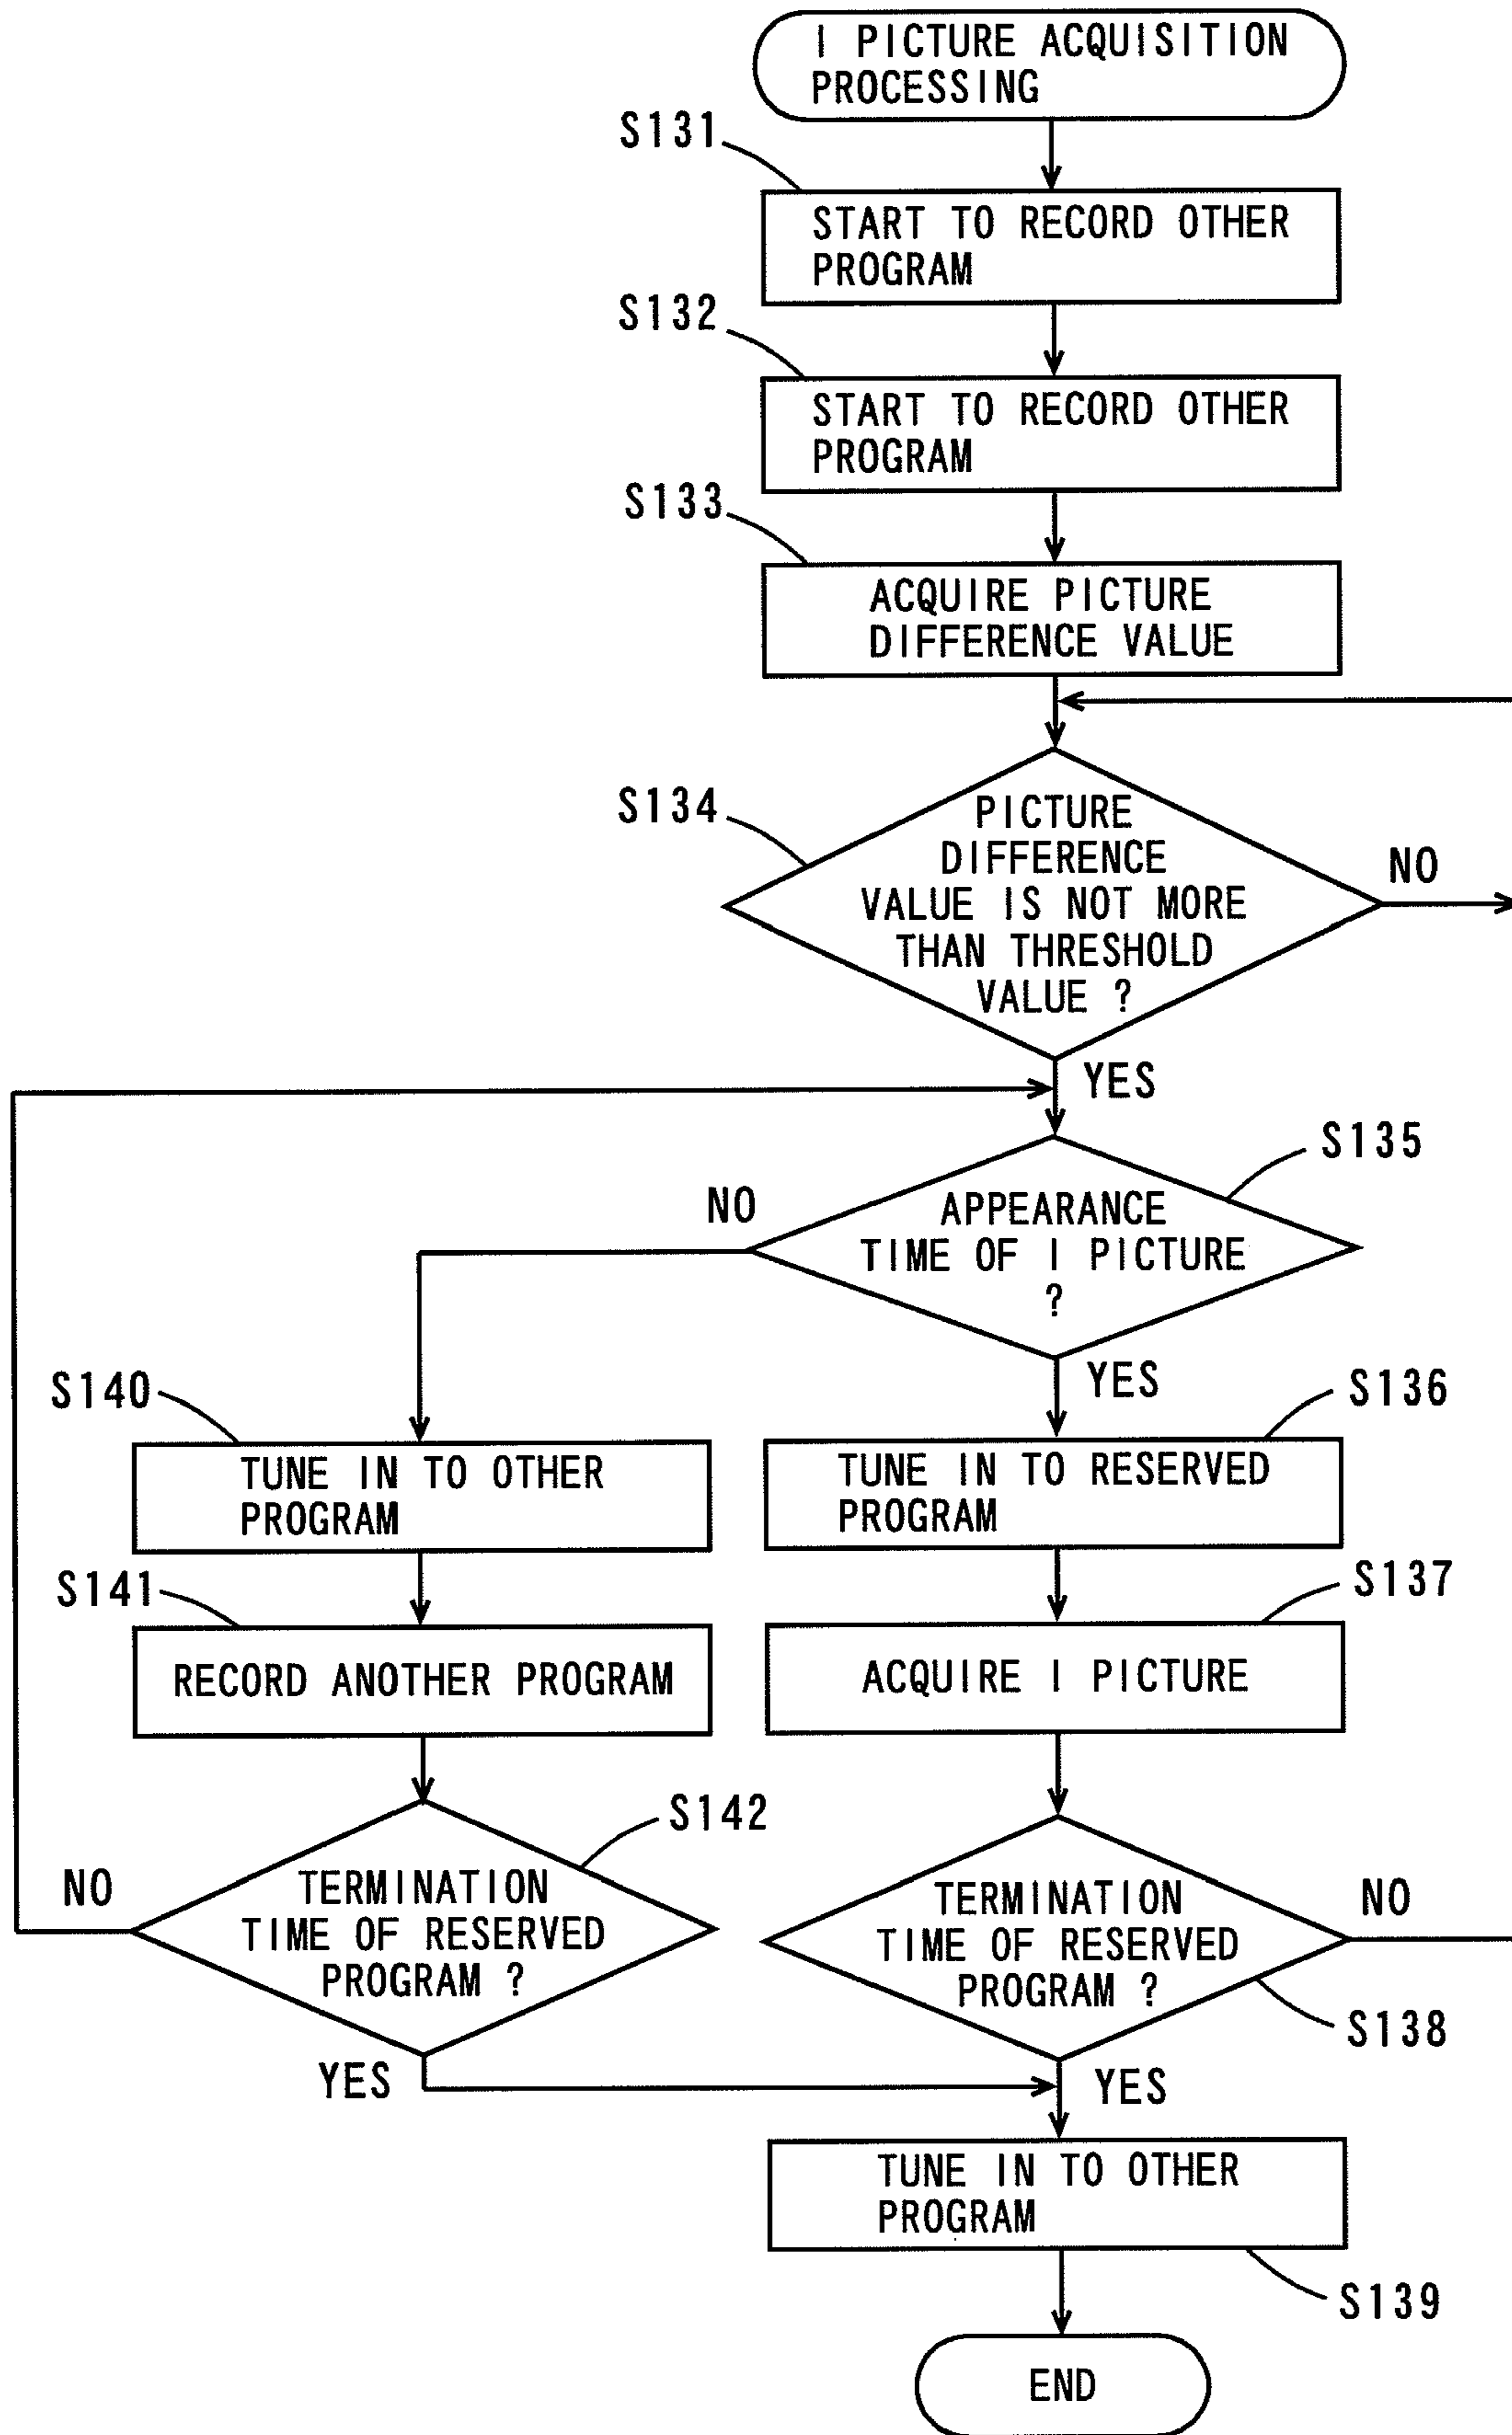 I PICTURE ACQUISITION
PROCESSING
S131
START TO RECORD OTHER
PROGRAM
S132
START TO RECORD OTHER
PROGRAM
S133
ACQUIRE PICTURE
DIFFERENCE VALUE
S134
PICTURE
DIFFERENCE
VALUE IS NOT MORE
THAN THRESHOLD
VALUE ?
NO
YES
S135
NO
APPEARANCE
TIME OF I PICTURE
?
YES
S140
TUNE IN TO OTHER
PROGRAM
S136
TUNE IN TO RESERVED
PROGRAM
S141
RECORD ANOTHER PROGRAM
S137
ACQUIRE I PICTURE
S142
NO
TERMINATION
TIME OF RESERVED
PROGRAM ?
YES
TERMINATION
TIME OF RESERVED
PROGRAM ?
NO
S138
YES
TUNE IN TO OTHER
PROGRAM
S139
END